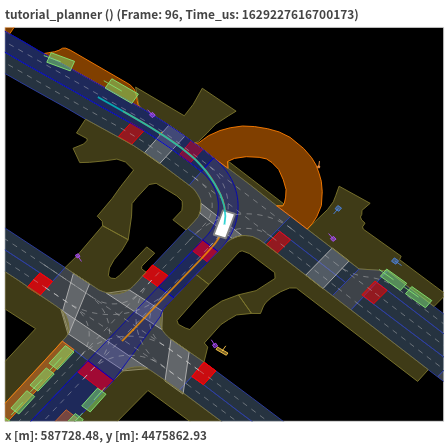 tutorial_planner () (Frame: 96, Time_us: 1629227616700173)
x [m]: 587728.48, y [m]: 4475862.93